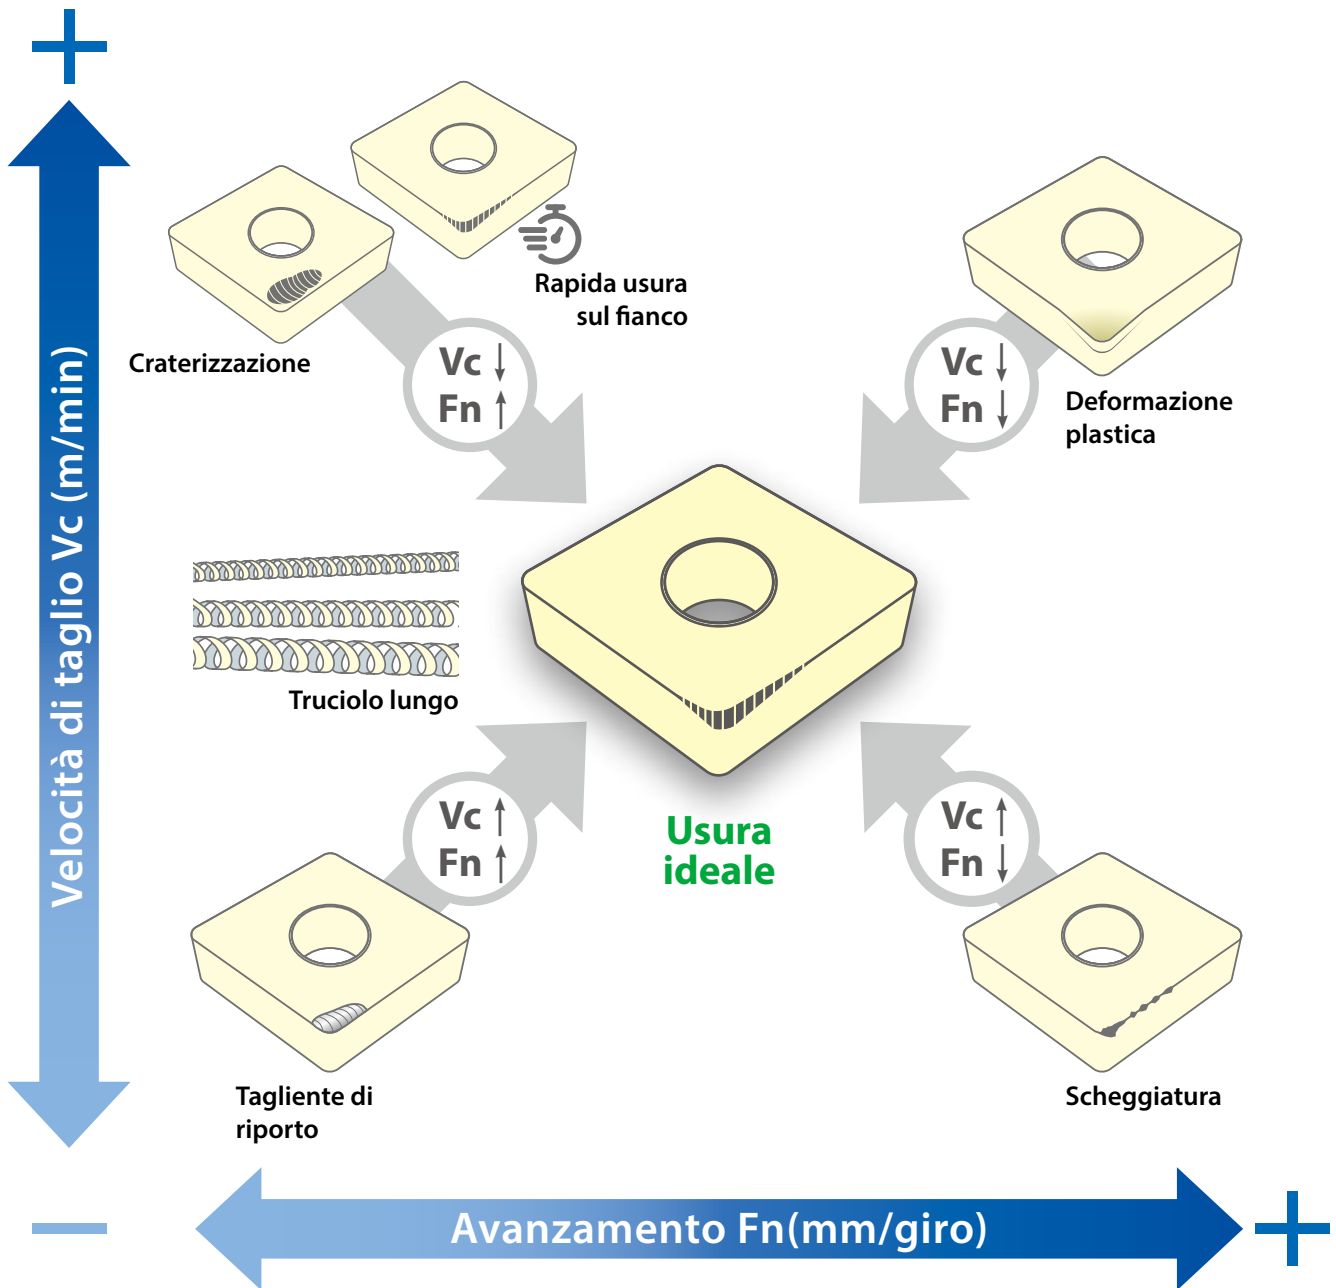 +
Rapida usura
sul fianco
Craterizzazione
Vc ↓
Fn ↑
Vc ↓
Fn ↓
Deformazione
plastica
Velocità di taglio Vc (m/min)
Truciolo lungo
Vc ↑
Fn ↑
Usura
ideale
Vc ↑
Fn ↓
Tagliente di
riporto
Scheggiatura
−
Avanzamento Fn(mm/giro)
+